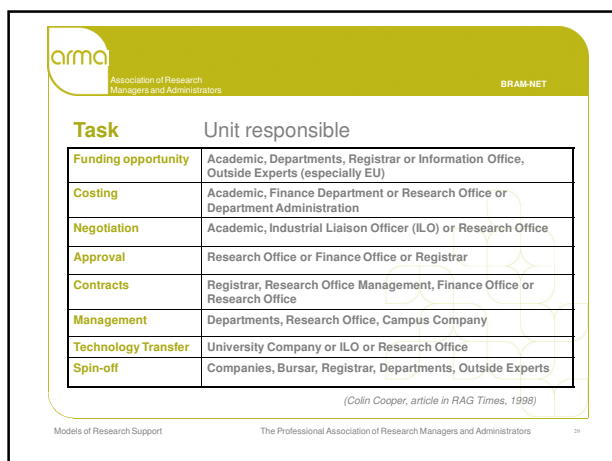 arma
Association of Research
Managers and Administrators
BRAM-NET
Task Unit responsible
Funding opportunity Academic, Departments, Registrar or Information Office,
Outside Experts (especially EU)
Costing Academic, Finance Department or Research Office or
Department Administration
Negotiation Academic, Industrial Liaison Officer (ILO) or Research Office
Approval Research Office or Finance Office or Registrar
Contracts Registrar, Research Office Management, Finance Office or
Research Office
Management Departments, Research Office, Campus Company
Technology Transfer University Company or ILO or Research Office
Spin-off Companies, Bursar, Registrar, Departments, Outside Experts
(Colin Cooper, article in RAG Times, 1998)
Models of Research Support The Professional Association of Research Managers and Administrators